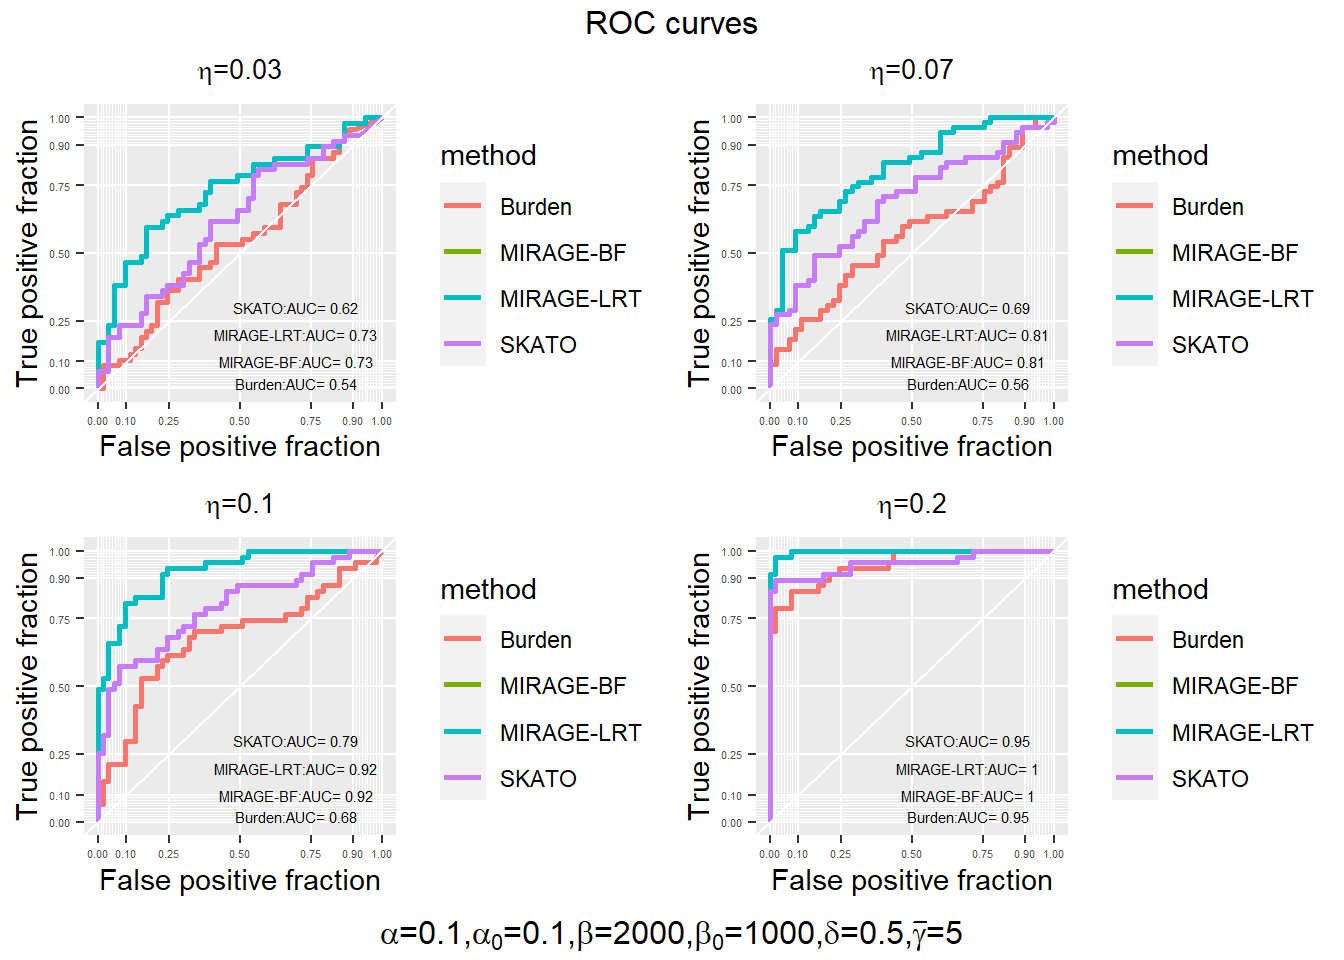 ROC curves
η=0.03
True positive fraction
1.00
0.90
0.75
0.50
0.25
0.10
0.00
SKATO:AUC= 0.62
MIRAGE-LRT:AUC= 0.73
MIRAGE-BF:AUC= 0.73
Burden:AUC= 0.54
0.00 0.10 0.25 0.50 0.75 0.90 1.00
False positive fraction
method
Burden
MIRAGE-BF
MIRAGE-LRT
SKATO
η=0.07
True positive fraction
1.00
0.90
0.75
0.50
0.25
0.10
0.00
SKATO:AUC= 0.69
MIRAGE-LRT:AUC= 0.81
MIRAGE-BF:AUC= 0.81
Burden:AUC= 0.56
0.00 0.10 0.25 0.50 0.75 0.90 1.00
False positive fraction
method
Burden
MIRAGE-BF
MIRAGE-LRT
SKATO
η=0.1
True positive fraction
1.00
0.90
0.75
0.50
0.25
0.10
0.00
SKATO:AUC= 0.79
MIRAGE-LRT:AUC= 0.92
MIRAGE-BF:AUC= 0.92
Burden:AUC= 0.68
0.00 0.10 0.25 0.50 0.75 0.90 1.00
False positive fraction
method
Burden
MIRAGE-BF
MIRAGE-LRT
SKATO
η=0.2
True positive fraction
1.00
0.90
0.75
0.50
0.25
0.10
0.00
SKATO:AUC= 0.95
MIRAGE-LRT:AUC= 1
MIRAGE-BF:AUC= 1
Burden:AUC= 0.95
0.00 0.10 0.25 0.50 0.75 0.90 1.00
False positive fraction
method
Burden
MIRAGE-BF
MIRAGE-LRT
SKATO
α=0.1,α₀=0.1,β=2000,β₀=1000,δ=0.5,γ̅=5